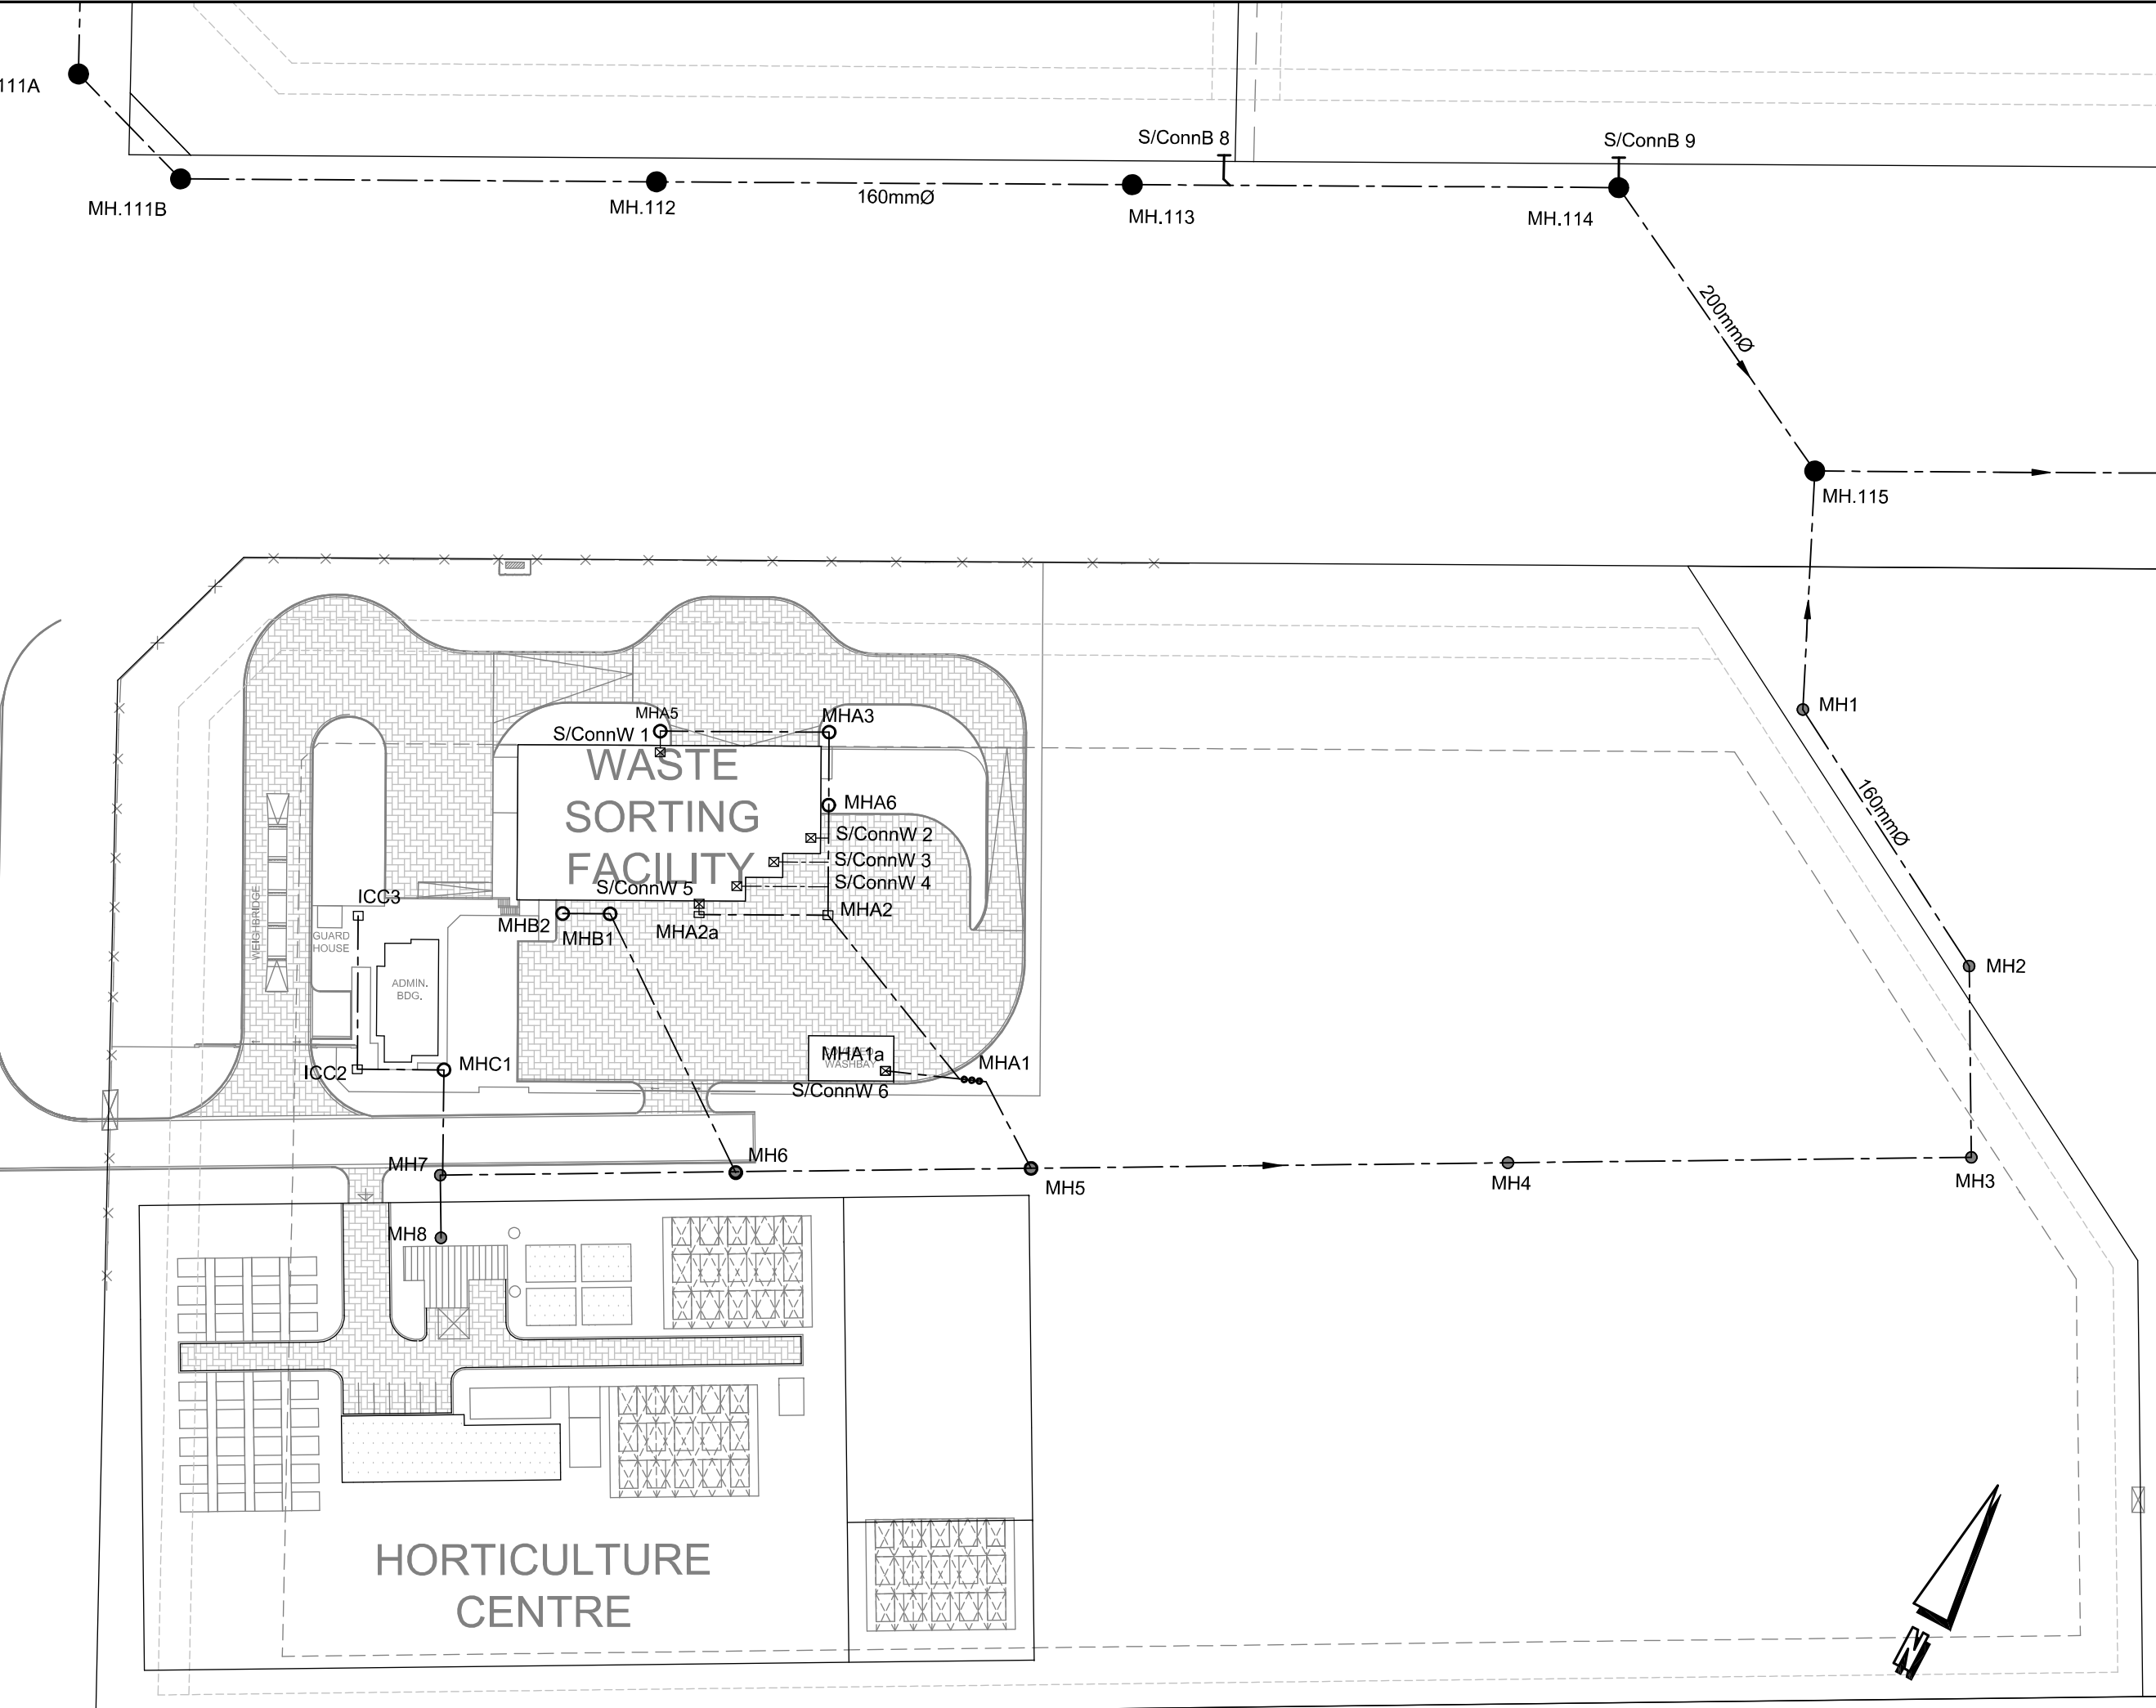 111A
S/ConnB 8
S/ConnB 9
MH.111B
MH.112
160mmØ
MH.113
MH.114
200mmØ
MH.115
MH1
MHA5
MHA3
S/ConnW 1
WASTE
SORTING
FACILITY
MHA6
160mmØ
S/ConnW 2
S/ConnW 3
S/ConnW 4
S/ConnW 5
ICC3
WEIGHBRIDGE
GUARD
HOUSE
MHB2
MHB1
MHA2a
MHA2
MH2
ADMIN.
BDG.
MHC1
ICC2
MHA1a
WASHBAY
MHA1
S/ConnW 6
MH7
MH6
MH5
MH4
MH3
MH8
HORTICULTURE
CENTRE
N